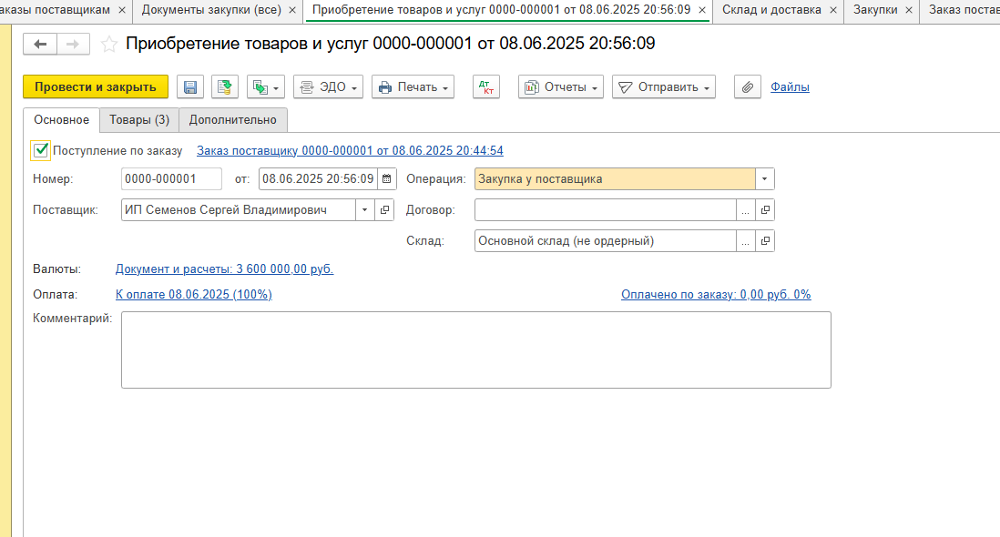 аказы поставщикам × Документы закупки (все) × Приобретение товаров и услуг 0000-000001 от 08.06.2025 20:56:09 × Склад и доставка × Закупки × Заказ постав
Приобретение товаров и услуг 0000-000001 от 08.06.2025 20:56:09
Провести и закрыть ЭДО Печать Дт Кт Отчеты Отправить Файлы
Основное Товары (3) Дополнительно
Поступление по заказу Заказ поставщику 0000-000001 от 08.06.2025 20:44:54
Номер: 0000-000001 от: 08.06.2025 20:56:09 Операция: Закупка у поставщика
Поставщик: ИП Семенов Сергей Владимирович Договор: ...
Склад: Основной склад (не ордерный) ...
Валюты: Документ и расчеты: 3 600 000,00 руб.
Оплата: К оплате 08.06.2025 (100%) Оплачено по заказу: 0,00 руб. 0%
Комментарий: